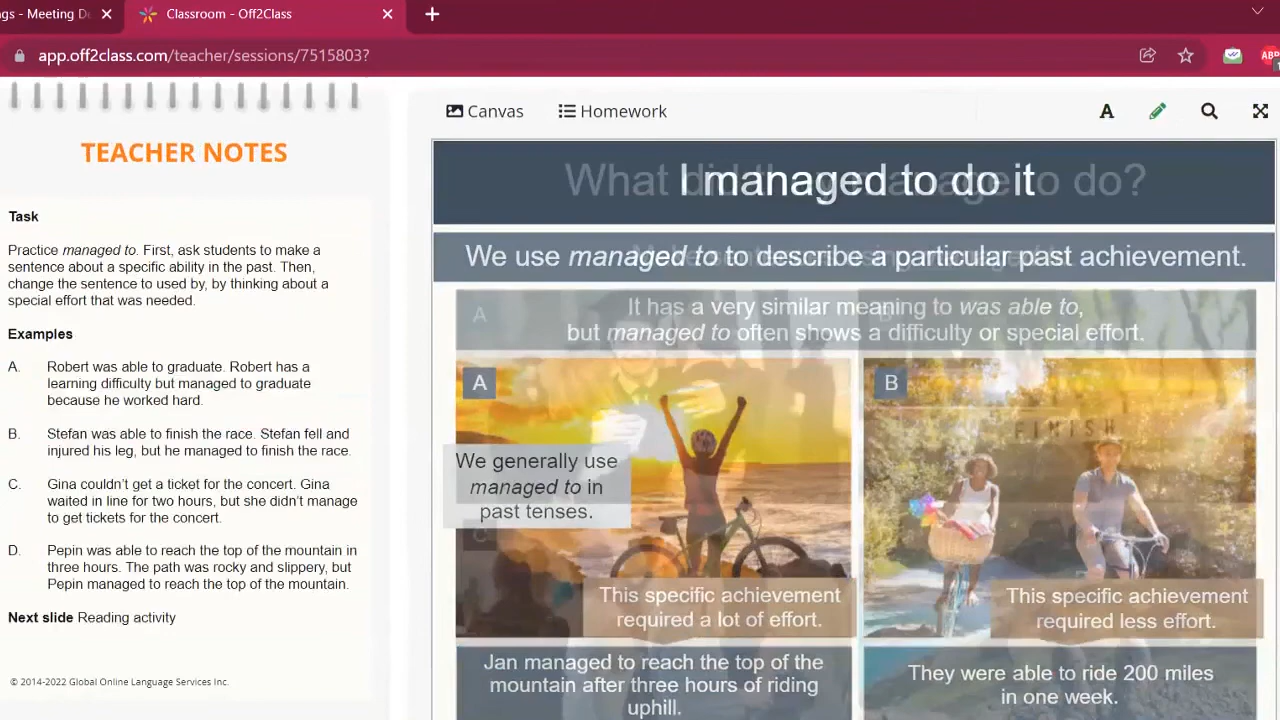 gs - Meeting D
Classroom - Off2Class
app.off2class.com/teacher/sessions/7515803?
ABP
TEACHER NOTES
Task
Practice managed to. First, ask students to make a
sentence about a specific ability in the past. Then,
change the sentence to used by, by thinking about a
special effort that was needed.
Examples
A. Robert was able to graduate. Robert has a
learning difficulty but managed to graduate
because he worked hard.
B. Stefan was able to finish the race. Stefan fell and
injured his leg, but he managed to finish the race.
C. Gina couldn't get a ticket for the concert. Gina
waited in line for two hours, but she didn't manage
to get tickets for the concert.
D. Pepin was able to reach the top of the mountain in
three hours. The path was rocky and slippery, but
Pepin managed to reach the top of the mountain.
Next slide Reading activity
© 2014-2022 Global Online Language Services Inc.
Canvas Homework A
I managed to do it
We use managed to to describe a particular past achievement.
A
It has a very similar meaning to was able to,
but managed to often shows a difficulty or special effort.
A
B
FINISH
We generally use
managed to in
past tenses.
C
This specific achievement
required a lot of effort.
This specific achievement
required less effort.
Jan managed to reach the top of the
mountain after three hours of riding
uphill.
They were able to ride 200 miles
in one week.